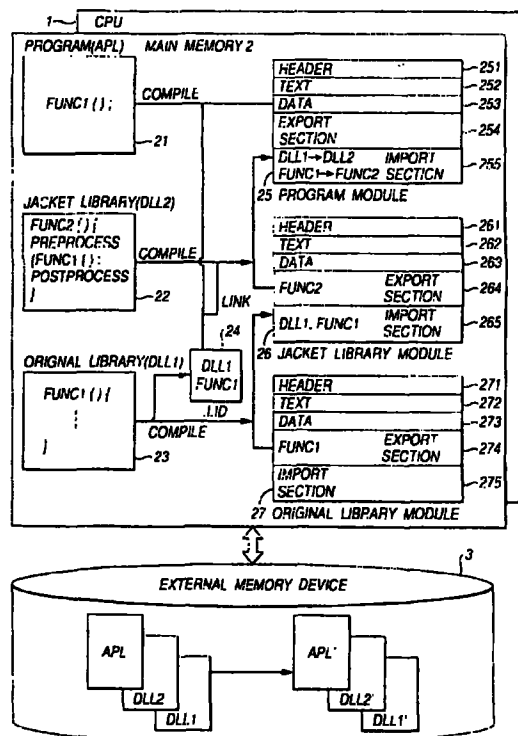 1 CPU
PROGRAM(APL) MAIN MEMORY 2
FUNC1 ();
21
COMPILE
HEADER 251
TEXT 252
DATA 253
EXPORT SECTION 254
DLL1→DLL2 IMPORT 255
FUNC1→FUNC2 SECTION
25 PROGRAM MODULE
JACKET LIBRARY(DLL2)
FUNC2 (){
PREPROCESS
(FUNC1 ():
POSTPROCESS
}
22
COMPILE
LINK
HEADER 261
TEXT 262
DATA 263
FUNC2 EXPORT SECTION 264
DLL1. FUNC1 IMPORT SECTION 265
26 JACKET LIBRARY MODULE
24
DLL1
FUNC1
ORIGNAL LIBRARY(DLL1)
FUNC1 (){
}
23
.LID
COMPILE
HEADER 271
TEXT 272
DATA 273
FUNC1 EXPORT SECTION 274
IMPORT SECTION 275
27 ORIGINAL LIBRARY MODULE
3
EXTERNAL MEMORY DEVICE
APL
DLL2
DLL1
APL'
DLL2'
DLL1'